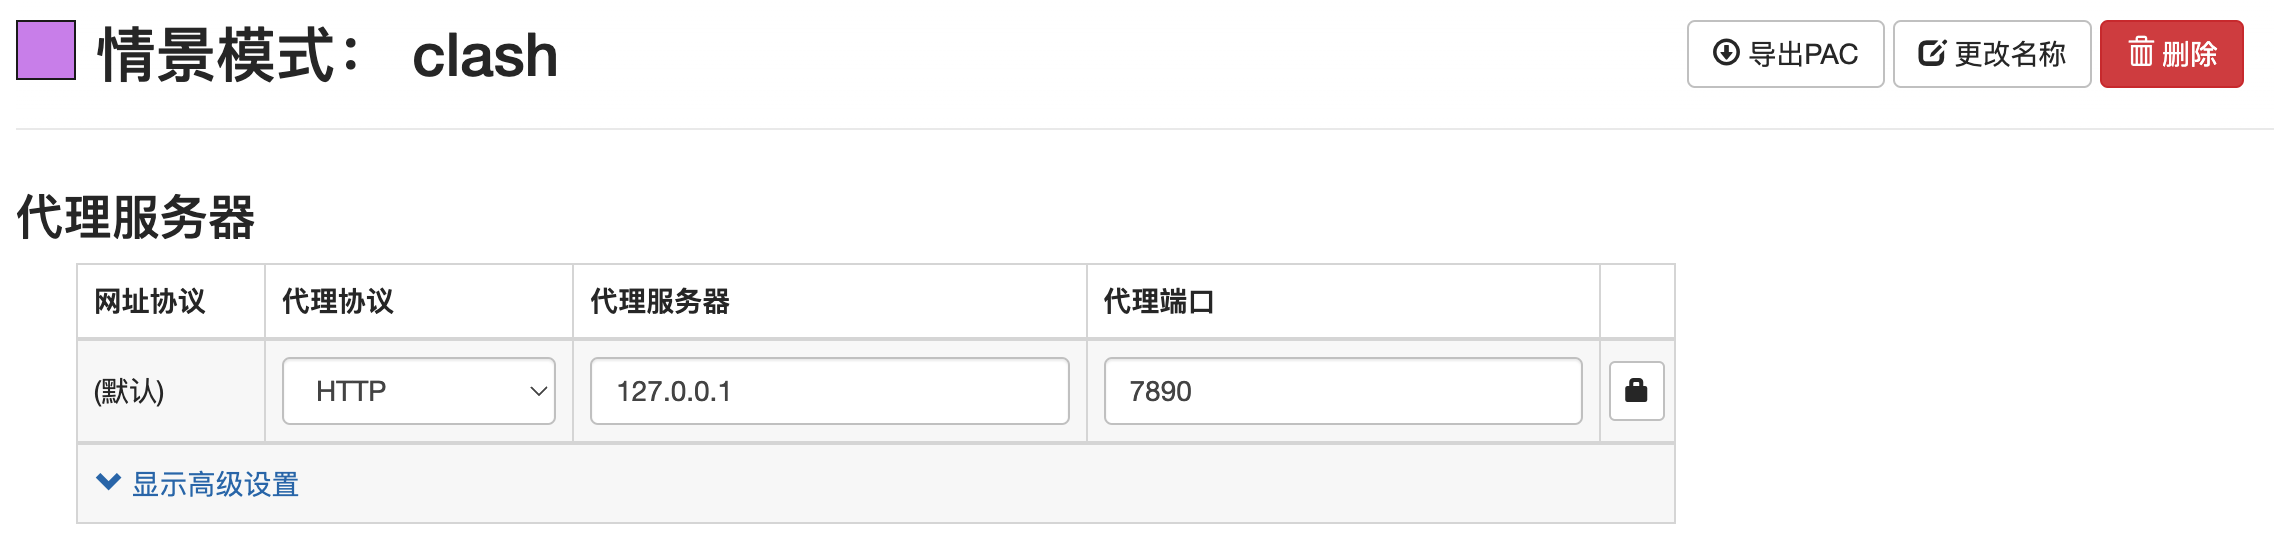 情景模式： clash
导出PAC
更改名称
删除
代理服务器
网址协议 代理协议 代理服务器 代理端口
(默认) HTTP 127.0.0.1 7890
显示高级设置